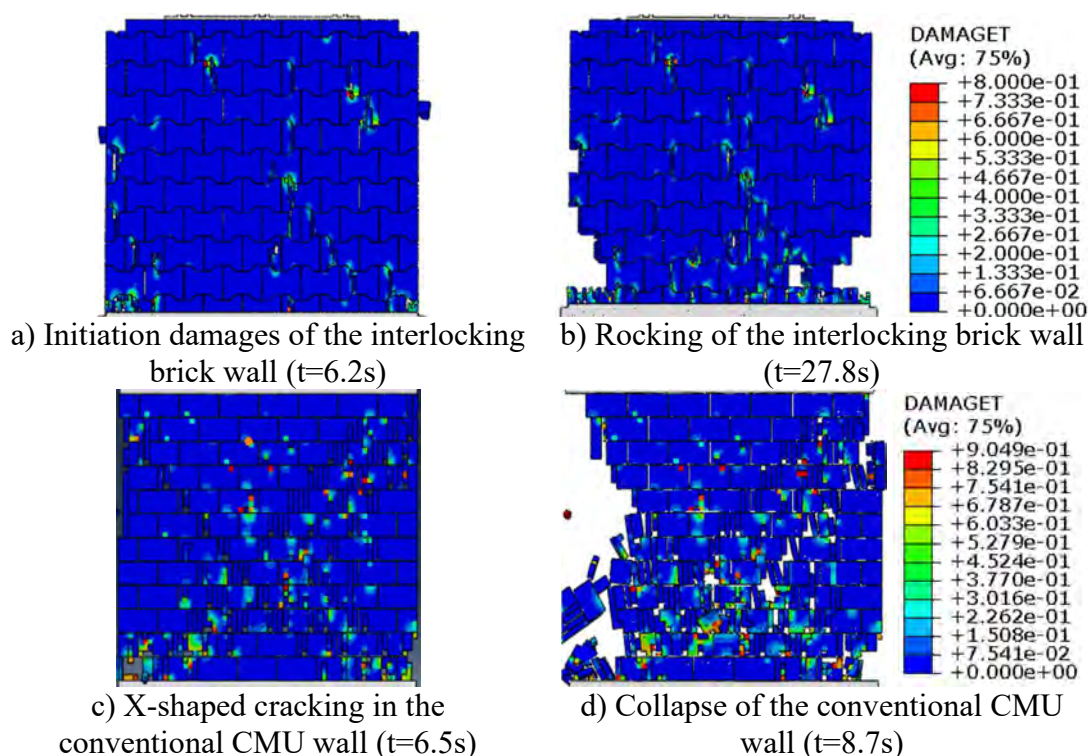 DAMAGET
(Avg: 75%)
+8.000e-01
+7.333e-01
+6.667e-01
+6.000e-01
+5.333e-01
+4.667e-01
+4.000e-01
+3.333e-01
+2.667e-01
+2.000e-01
+1.333e-01
+6.667e-02
+0.000e+00
a) Initiation damages of the interlocking
brick wall (t=6.2s)
b) Rocking of the interlocking brick wall
(t=27.8s)
DAMAGET
(Avg: 75%)
+9.049e-01
+8.295e-01
+7.541e-01
+6.787e-01
+6.033e-01
+5.279e-01
+4.524e-01
+3.770e-01
+3.016e-01
+2.262e-01
+1.508e-01
+7.541e-02
+0.000e+00
c) X-shaped cracking in the
conventional CMU wall (t=6.5s)
d) Collapse of the conventional CMU
wall (t=8.7s)